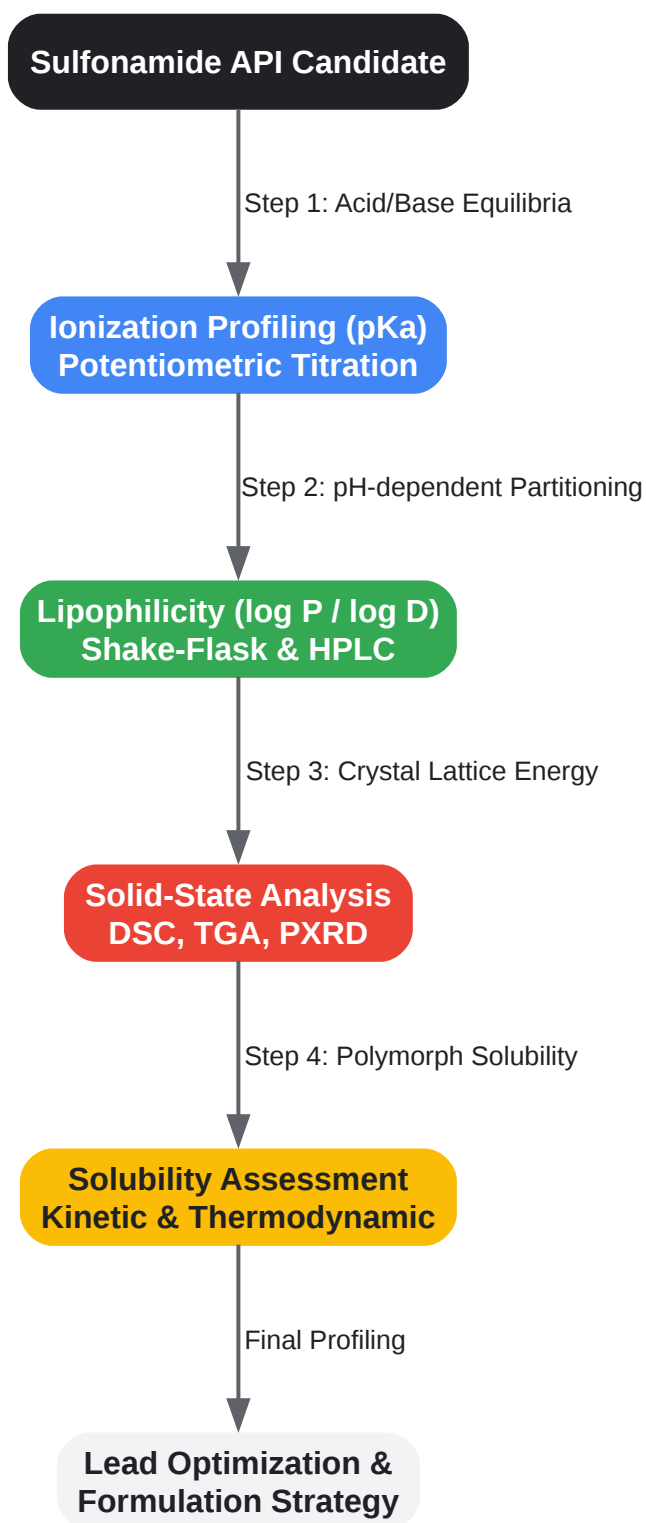 Sulfonamide API Candidate
Step 1: Acid/Base Equilibria
Ionization Profiling (pKa)
Potentiometric Titration
Step 2: pH-dependent Partitioning
Lipophilicity (log P / log D)
Shake-Flask & HPLC
Step 3: Crystal Lattice Energy
Solid-State Analysis
DSC, TGA, PXRD
Step 4: Polymorph Solubility
Solubility Assessment
Kinetic & Thermodynamic
Final Profiling
Lead Optimization &
Formulation Strategy